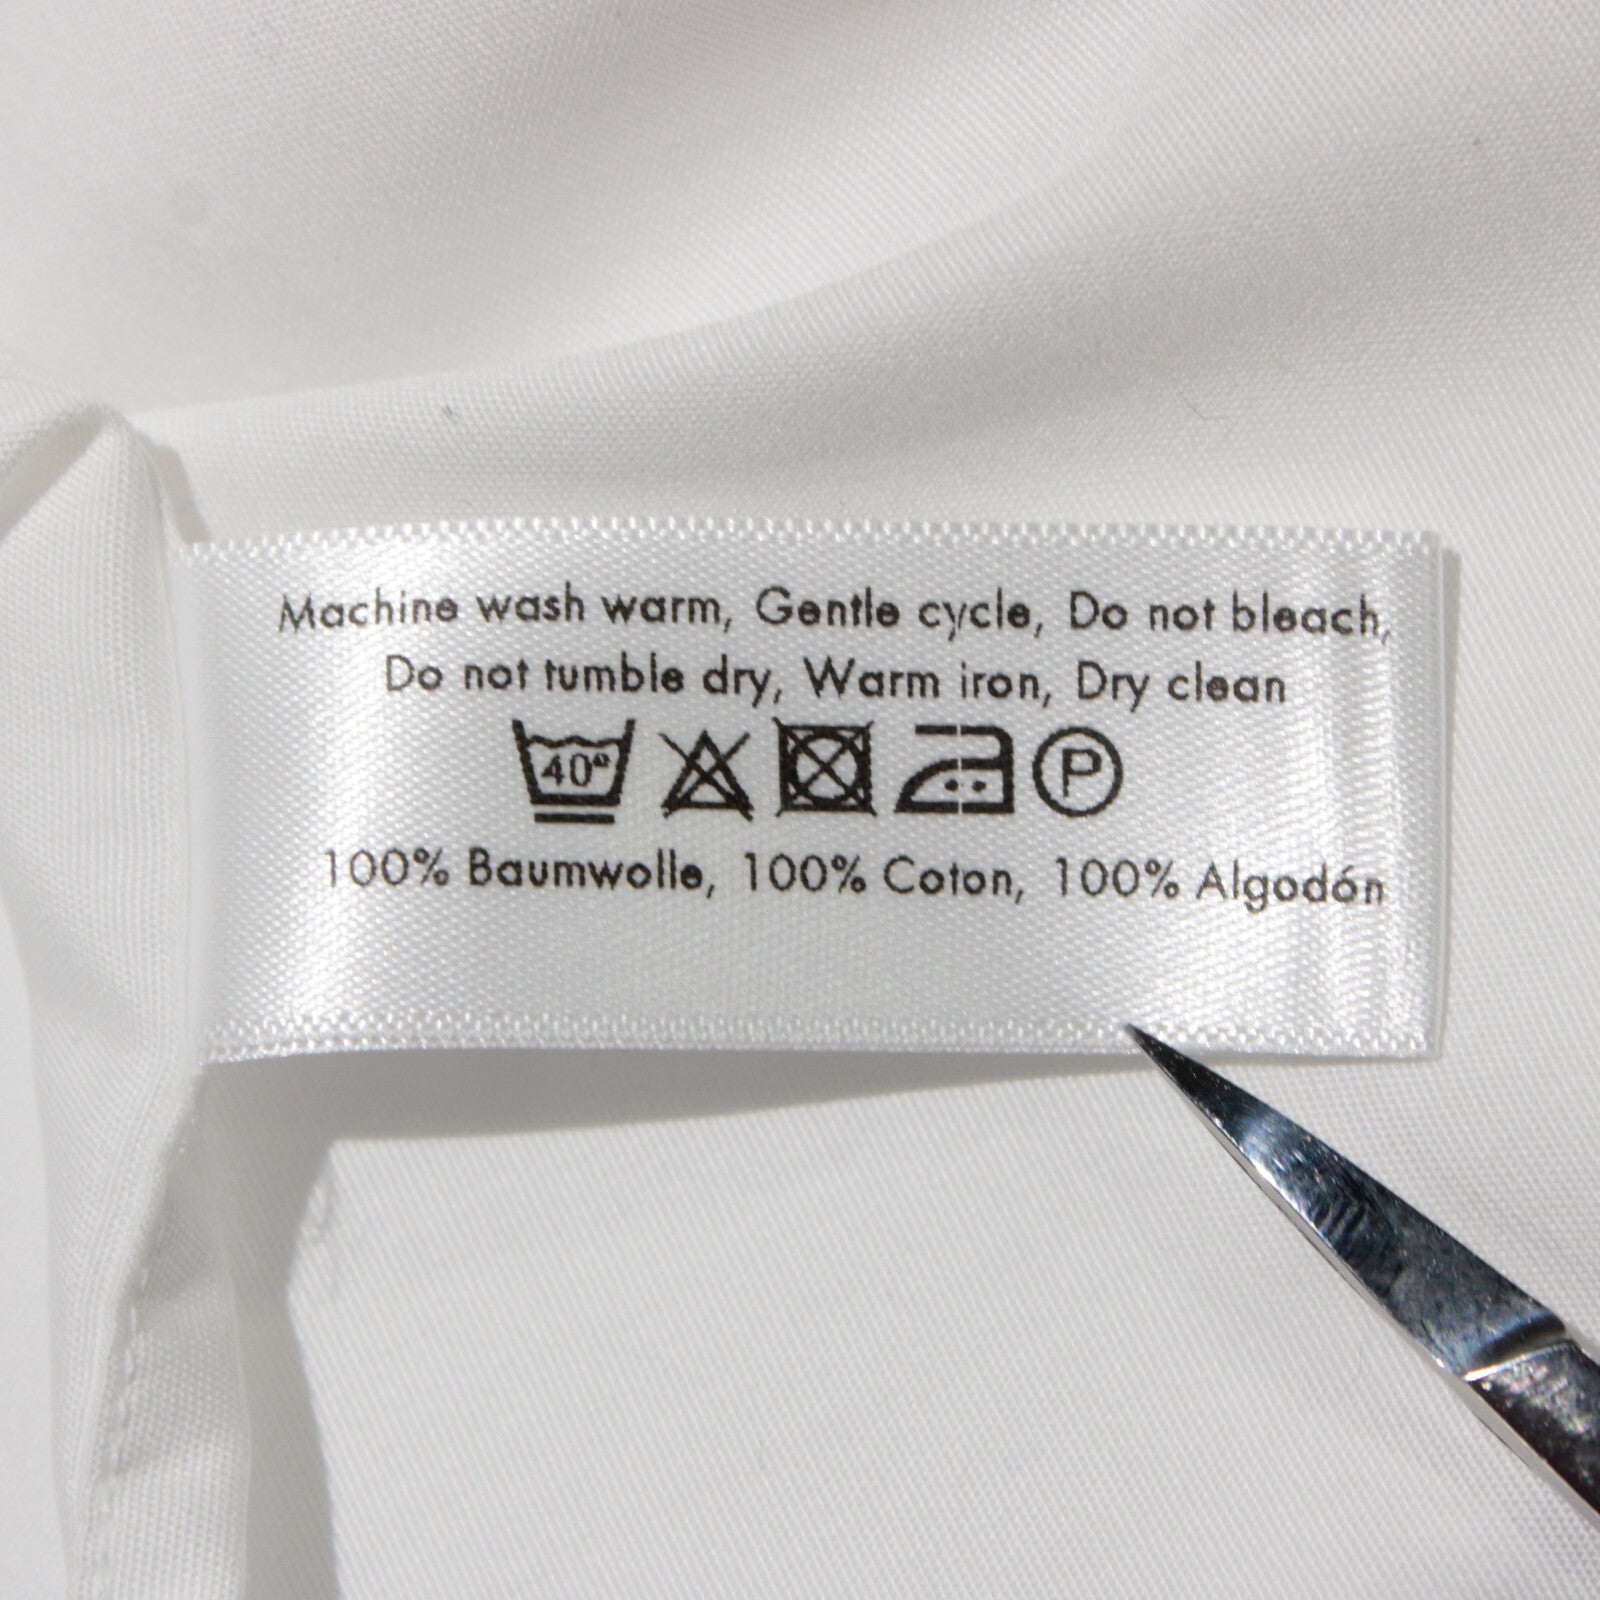 Machine wash warm, Gentle cycle, Do not bleach,
Do not tumble dry, Warm iron, Dry clean
40° P
100% Baumwolle, 100% Coton, 100% Algodón